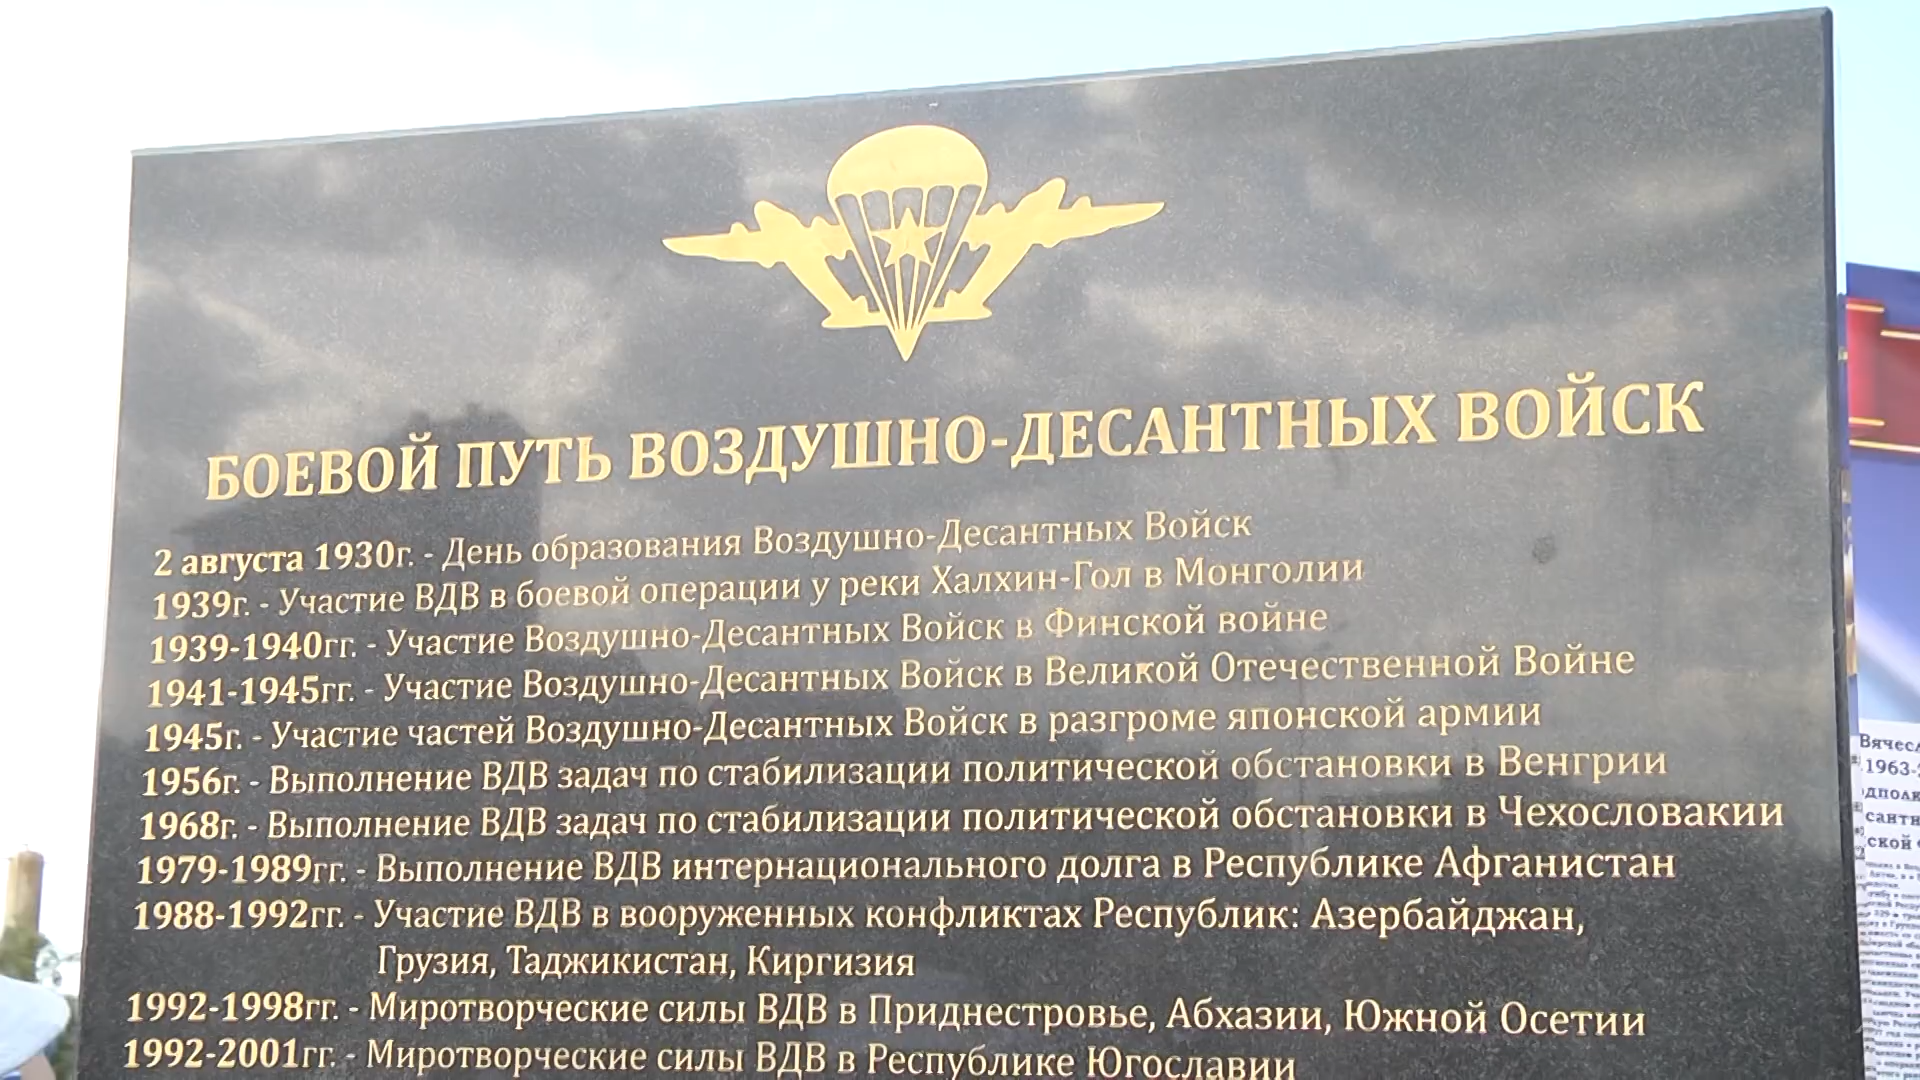 БОЕВОЙ ПУТЬ ВОЗДУШНО-ДЕСАНТНЫХ ВОЙСК
2 августа 1930г. - День образования Воздушно-Десантных Войск
1939г. - Участие ВДВ в боевой операции у реки Халхин-Гол в Монголии
1939-1940гг. - Участие Воздушно-Десантных Войск в Финской войне
1941-1945гг. - Участие Воздушно-Десантных Войск в Великой Отечественной Войне
1945г. - Участие частей Воздушно-Десантных Войск в разгроме японской армии
1956г. - Выполнение ВДВ задач по стабилизации политической обстановки в Венгрии
1968г. - Выполнение ВДВ задач по стабилизации политической обстановки в Чехословакии
1979-1989гг. - Выполнение ВДВ интернационального долга в Республике Афганистан
1988-1992гг. - Участие ВДВ в вооруженных конфликтах Республик: Азербайджан,
Грузия, Таджикистан, Киргизия
1992-1998гг. - Миротворческие силы ВДВ в Приднестровье, Абхазии, Южной Осетии
1992-2001гг. - Миротворческие силы ВДВ в Республике Югославии
Вячесл
1963-